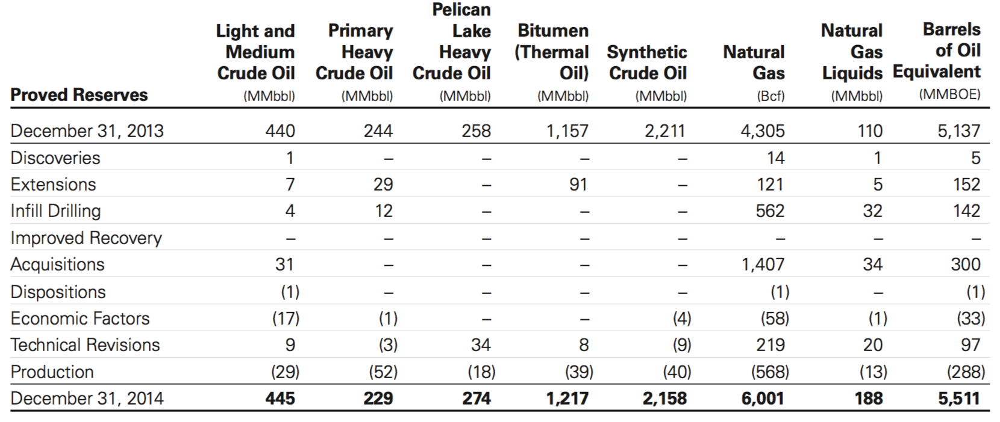 Pelican
Light and Primary Lake Bitumen Natural Barrels
Medium Heavy Heavy (Thermal Synthetic Natural Gas of Oil
Crude Oil Crude Oil Crude Oil Oil) Crude Oil Gas Liquids Equivalent
Proved Reserves (MMbbl) (MMbbl) (MMbbl) (MMbbl) (MMbbl) (Bcf) (MMbbl) (MMBOE)
December 31, 2013 440 244 258 1,157 2,211 4,305 110 5,137
Discoveries 1 – – – – 14 1 5
Extensions 7 29 – 91 – 121 5 152
Infill Drilling 4 12 – – – 562 32 142
Improved Recovery – – – – – – – –
Acquisitions 31 – – – – 1,407 34 300
Dispositions (1) – – – – (1) – (1)
Economic Factors (17) (1) – – (4) (58) (1) (33)
Technical Revisions 9 (3) 34 8 (9) 219 20 97
Production (29) (52) (18) (39) (40) (568) (13) (288)
December 31, 2014 445 229 274 1,217 2,158 6,001 188 5,511